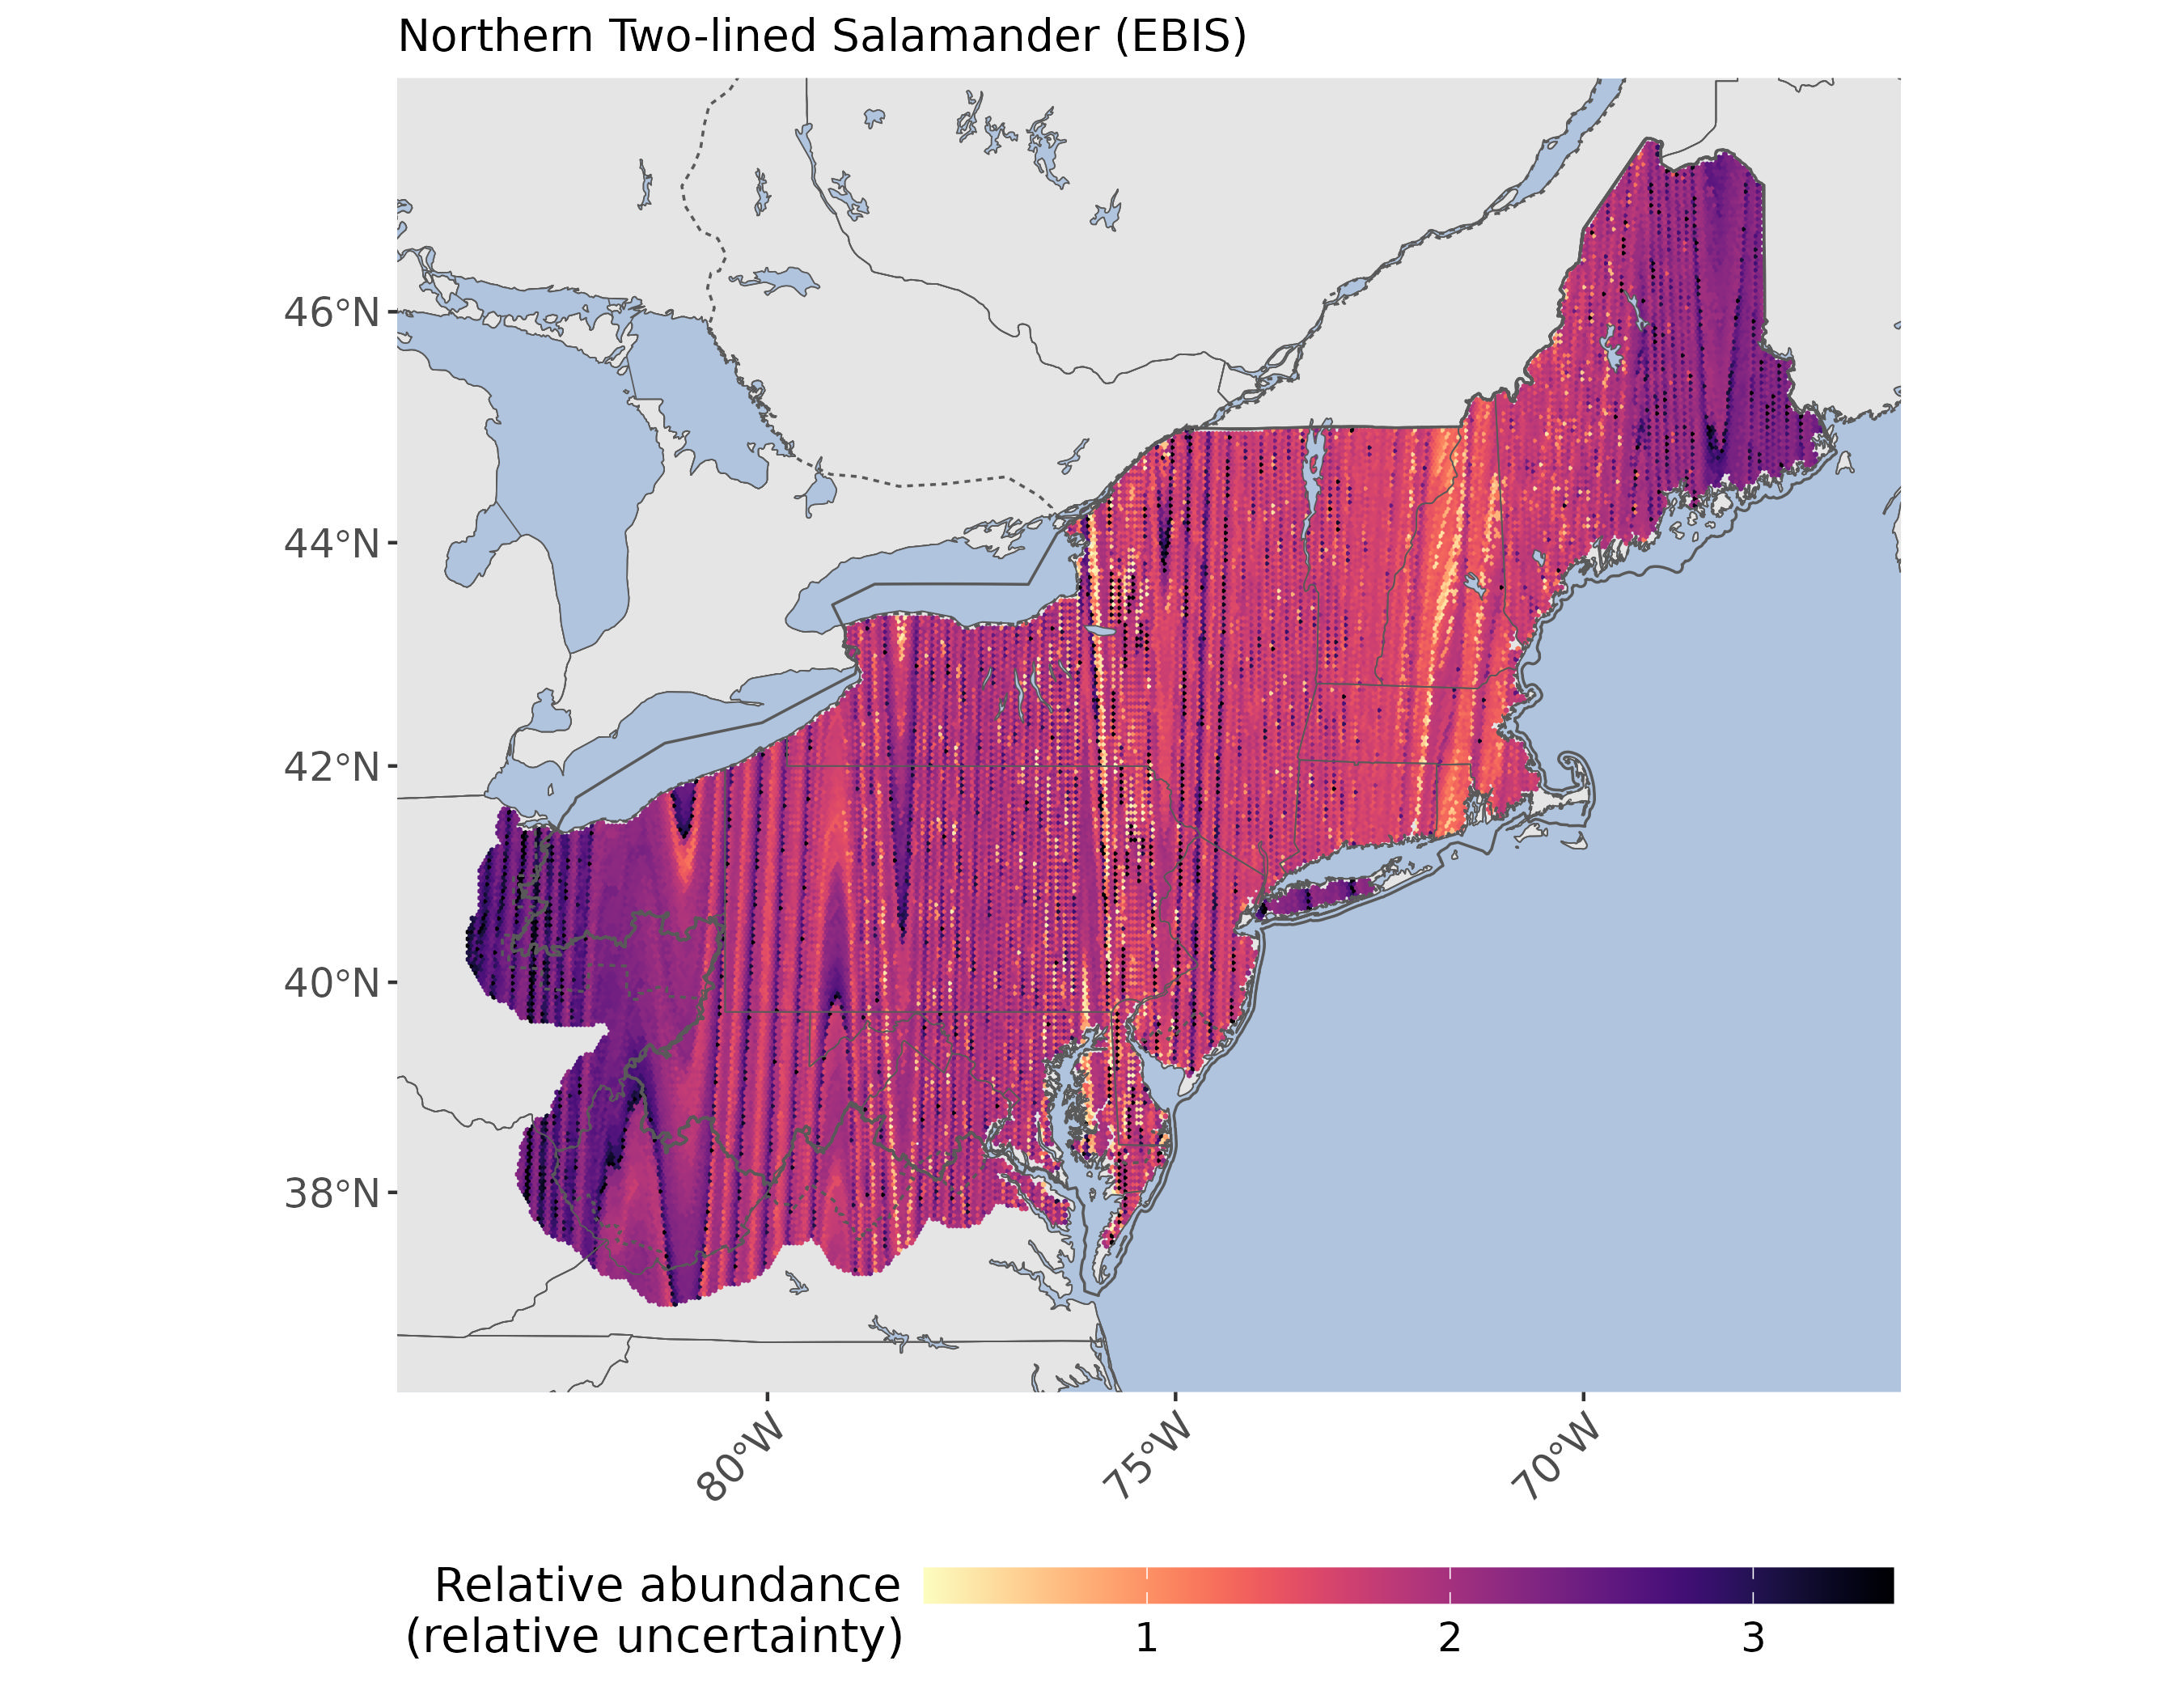 Northern Two-lined Salamander (EBIS)
46°N
44°N
42°N
40°N
38°N
80°W
75°W
70°W
Relative abundance
(relative uncertainty)
1
2
3